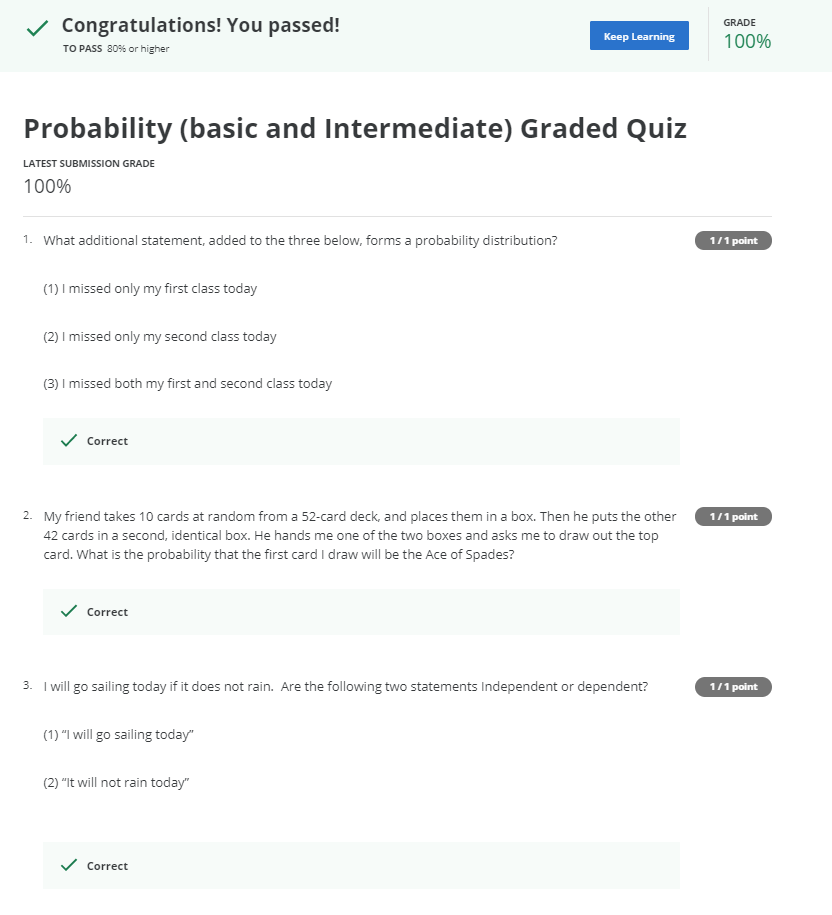 Congratulations! You passed!
TO PASS 80% or higher
Keep Learning
GRADE
100%
Probability (basic and Intermediate) Graded Quiz
LATEST SUBMISSION GRADE
100%
1. What additional statement, added to the three below, forms a probability distribution?
1 / 1 point
(1) I missed only my first class today
(2) I missed only my second class today
(3) I missed both my first and second class today
Correct
2. My friend takes 10 cards at random from a 52-card deck, and places them in a box. Then he puts the other
1 / 1 point
42 cards in a second, identical box. He hands me one of the two boxes and asks me to draw out the top
card. What is the probability that the first card I draw will be the Ace of Spades?
Correct
3. I will go sailing today if it does not rain.  Are the following two statements Independent or dependent?
1 / 1 point
(1) “I will go sailing today”
(2) “It will not rain today”
Correct